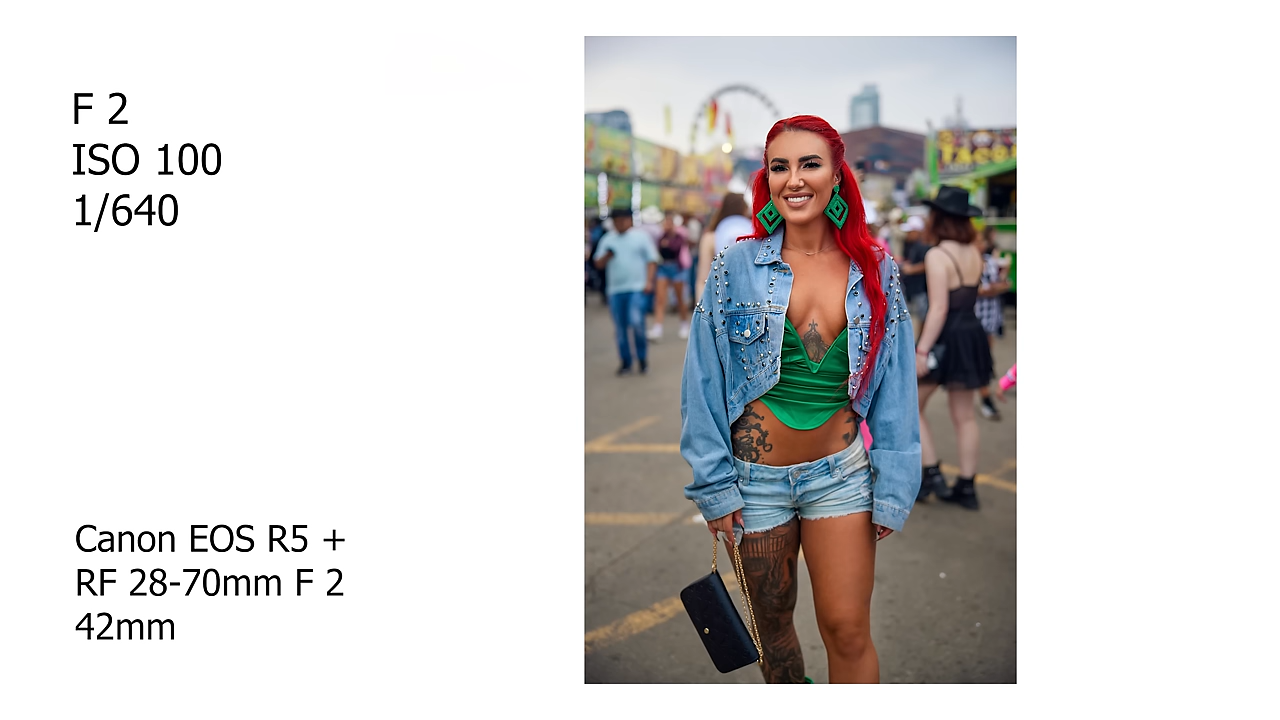 F 2
ISO 100
1/640
TACOS
Canon EOS R5 +
RF 28-70mm F 2
42mm